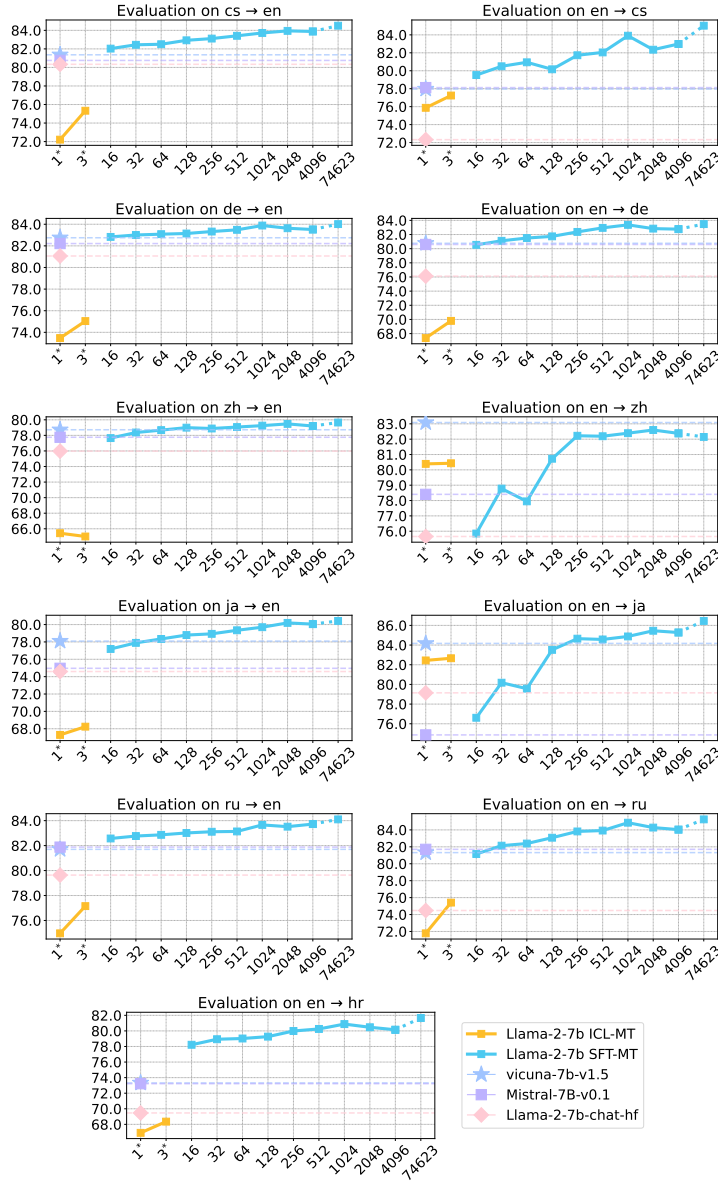 Evaluation on cs → en
84.0
82.0
80.0
78.0
76.0
74.0
72.0
1* 3* 16 32 64 128 256 512 1024 2048 4096 74623
Evaluation on en → cs
84.0
82.0
80.0
78.0
76.0
74.0
72.0
1* 3* 16 32 64 128 256 512 1024 2048 4096 74623
Evaluation on de → en
84.0
82.0
80.0
78.0
76.0
74.0
1* 3* 16 32 64 128 256 512 1024 2048 4096 74623
Evaluation on en → de
84.0
82.0
80.0
78.0
76.0
74.0
72.0
70.0
68.0
1* 3* 16 32 64 128 256 512 1024 2048 4096 74623
Evaluation on zh → en
80.0
78.0
76.0
74.0
72.0
70.0
68.0
66.0
1* 3* 16 32 64 128 256 512 1024 2048 4096 74623
Evaluation on en → zh
83.0
82.0
81.0
80.0
79.0
78.0
77.0
76.0
1* 3* 16 32 64 128 256 512 1024 2048 4096 74623
Evaluation on ja → en
80.0
78.0
76.0
74.0
72.0
70.0
68.0
1* 3* 16 32 64 128 256 512 1024 2048 4096 74623
Evaluation on en → ja
86.0
84.0
82.0
80.0
78.0
76.0
1* 3* 16 32 64 128 256 512 1024 2048 4096 74623
Evaluation on ru → en
84.0
82.0
80.0
78.0
76.0
1* 3* 16 32 64 128 256 512 1024 2048 4096 74623
Evaluation on en → ru
84.0
82.0
80.0
78.0
76.0
74.0
72.0
1* 3* 16 32 64 128 256 512 1024 2048 4096 74623
Evaluation on en → hr
82.0
80.0
78.0
76.0
74.0
72.0
70.0
68.0
1* 3* 16 32 64 128 256 512 1024 2048 4096 74623
Llama-2-7b ICL-MT
Llama-2-7b SFT-MT
vicuna-7b-v1.5
Mistral-7B-v0.1
Llama-2-7b-chat-hf